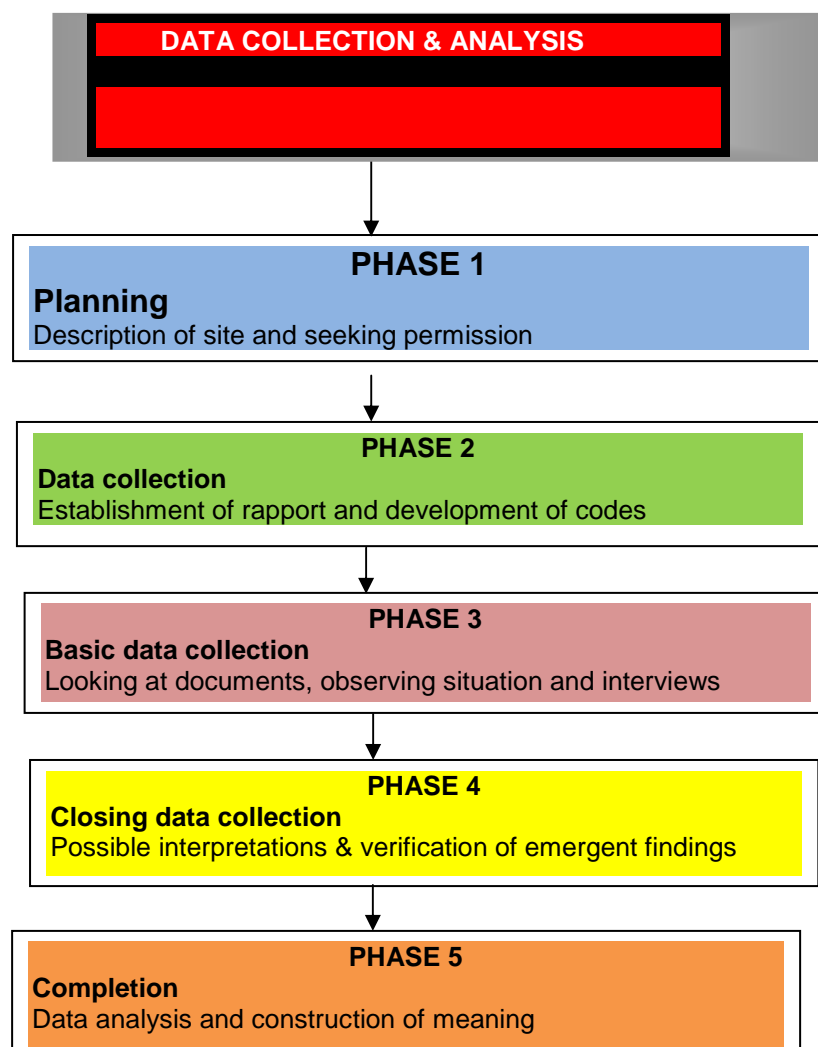 DATA COLLECTION & ANALYSIS
PHASE 1
Planning
Description of site and seeking permission
PHASE 2
Data collection
Establishment of rapport and development of codes
PHASE 3
Basic data collection
Looking at documents, observing situation and interviews
PHASE 4
Closing data collection
Possible interpretations & verification of emergent findings
PHASE 5
Completion
Data analysis and construction of meaning